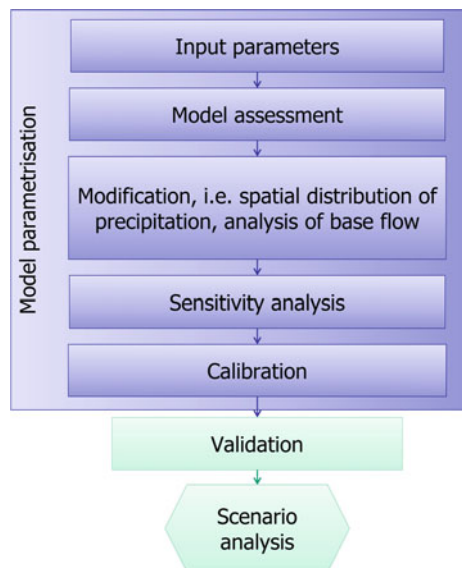 Model parametrisation
Input parameters
Model assessment
Modification, i.e. spatial distribution of
precipitation, analysis of base flow
Sensitivity analysis
Calibration
Validation
Scenario
analysis